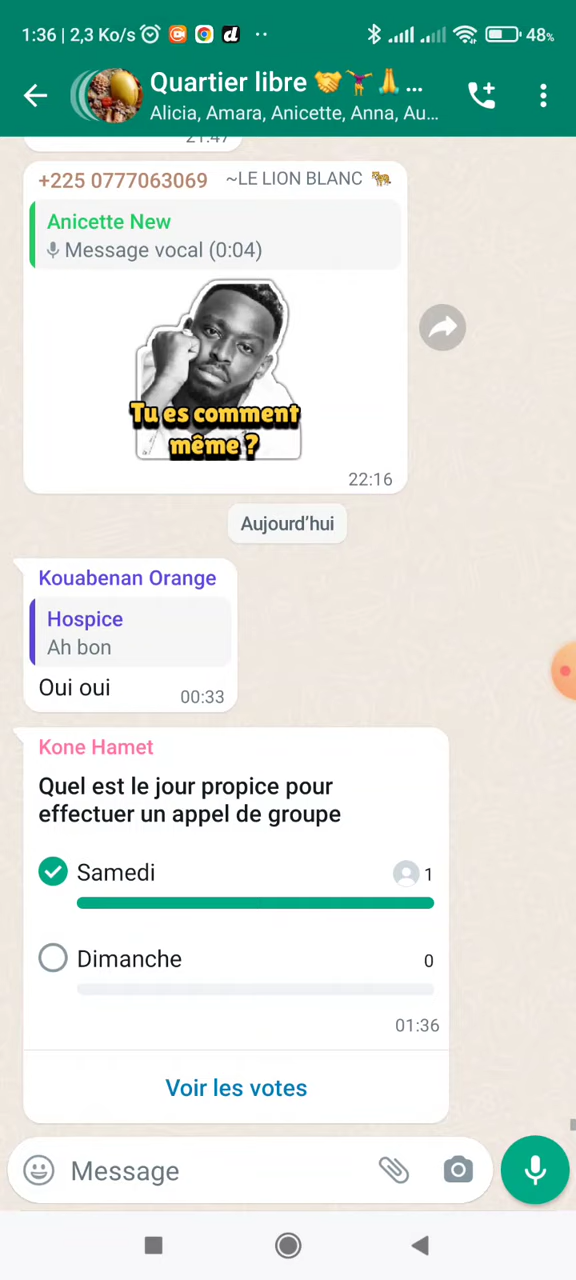 1:36 | 2,3 Ko/s
48%
Quartier libre 🤝🤸‍♀️🙏 ...
Alicia, Amara, Anicette, Anna, Au...
21:47
+225 0777063069 ~LE LION BLANC 🐅
Anicette New
Message vocal (0:04)
Tu es comment
même ?
22:16
Aujourd'hui
Kouabenan Orange
Hospice
Ah bon
Oui oui
00:33
Kone Hamet
Quel est le jour propice pour
effectuer un appel de groupe
Samedi 1
Dimanche 0
01:36
Voir les votes
Message